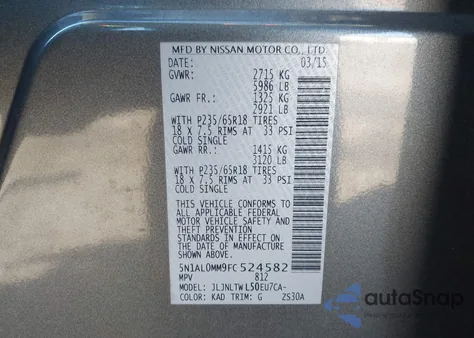 MFD BY NISSAN MOTOR CO., LTD.
DATE: 03/15
GVWR: 2715 KG
5986 LB
GAWR FR.: 1325 KG
2921 LB
WITH P235/65R18 TIRES
18 X 7.5 RIMS AT 33 PSI
COLD SINGLE
GAWR RR.: 1415 KG
3120 LB
WITH P235/65R18 TIRES
18 X 7.5 RIMS AT 33 PSI
COLD SINGLE
THIS VEHICLE CONFORMS TO
ALL APPLICABLE FEDERAL
MOTOR VEHICLE SAFETY AND
THEFT PREVENTION
STANDARDS IN EFFECT ON
THE DATE OF MANUFACTURE
SHOWN ABOVE.
5N1AL0MM9FC524582
MPV 812
MODEL: JLJNLTWL50EU7CA-
COLOR: KAD TRIM: G ZS30A
autoSnap